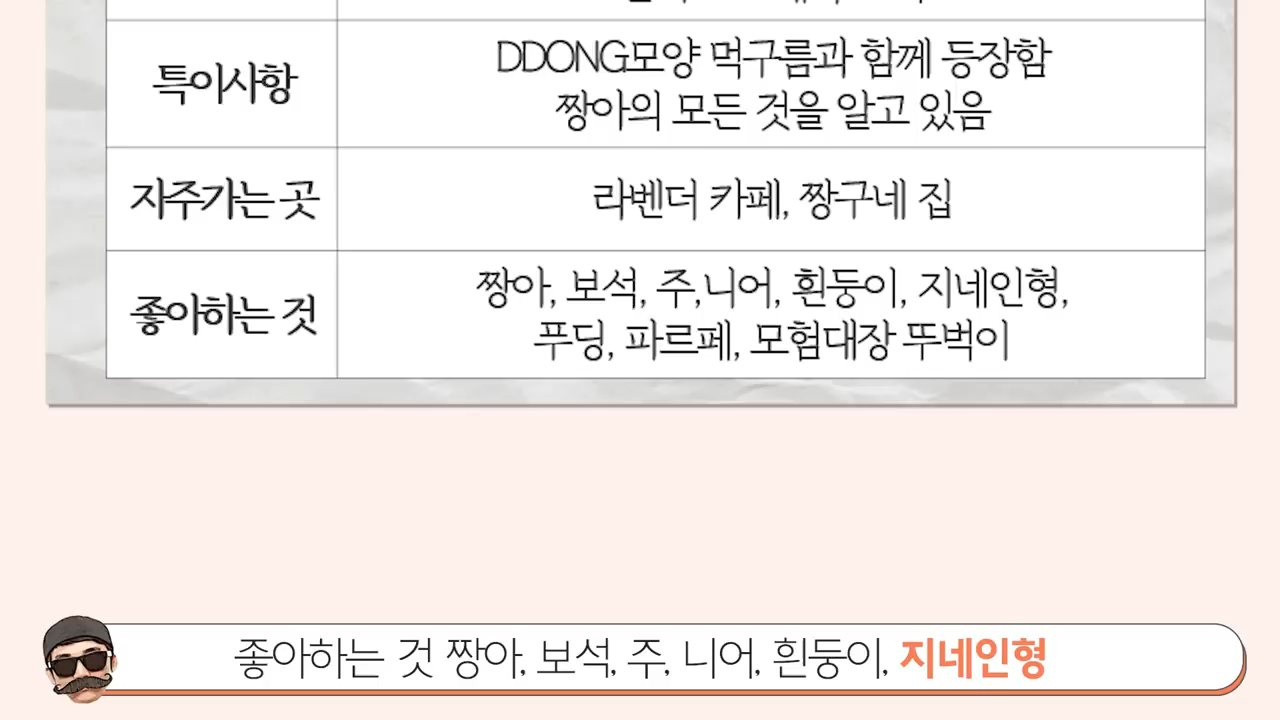 특이사항
DDONG모양 먹구름과 함께 등장함
짱아의 모든 것을 알고 있음
자주가는 곳
라벤더 카페, 짱구네 집
좋아하는 것
짱아, 보석, 주,니어, 흰둥이, 지네인형,
푸딩, 파르페, 모험대장 뚜벅이
좋아하는 것 짱아, 보석, 주, 니어, 흰둥이, 지네인형